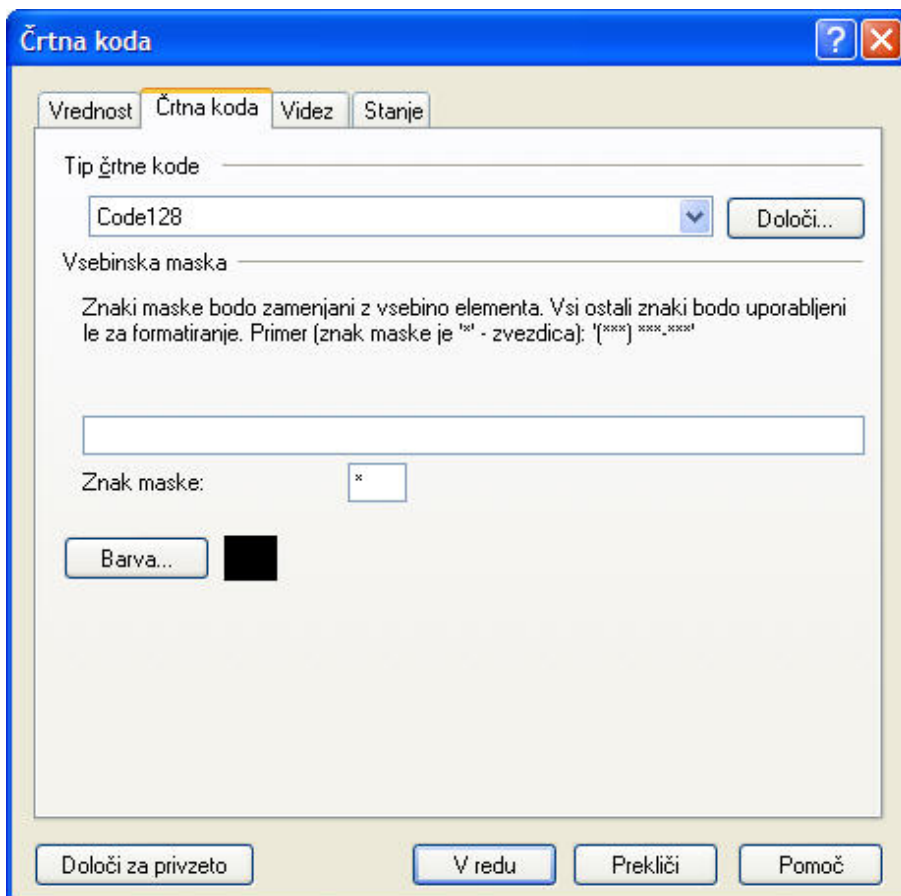 Črtna koda
Vrednost Črtna koda Videz Stanje
Tip črtne kode
Code128 Določi...
Vsebinska maska
Znaki maske bodo zamenjani z vsebino elementa. Vsi ostali znaki bodo uporabljeni
le za formatiranje. Primer (znak maske je '*' - zvezdica): '(***) ***-***'
Znak maske: *
Barva...
Določi za privzeto V redu Prekliči Pomoč